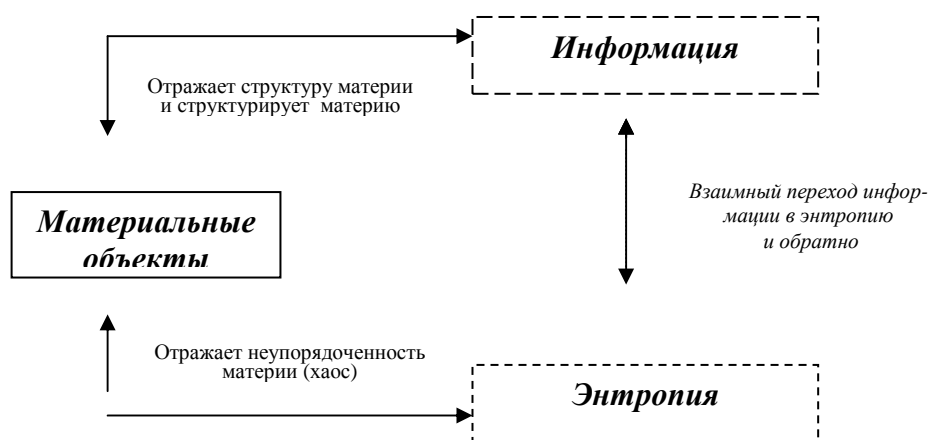 Информация
Отражает структуру материи
и структурирует материю
Взаимный переход инфор-
мации в энтропию
и обратно
Материальные
объекты
Отражает неупорядоченность
материи (хаос)
Энтропия